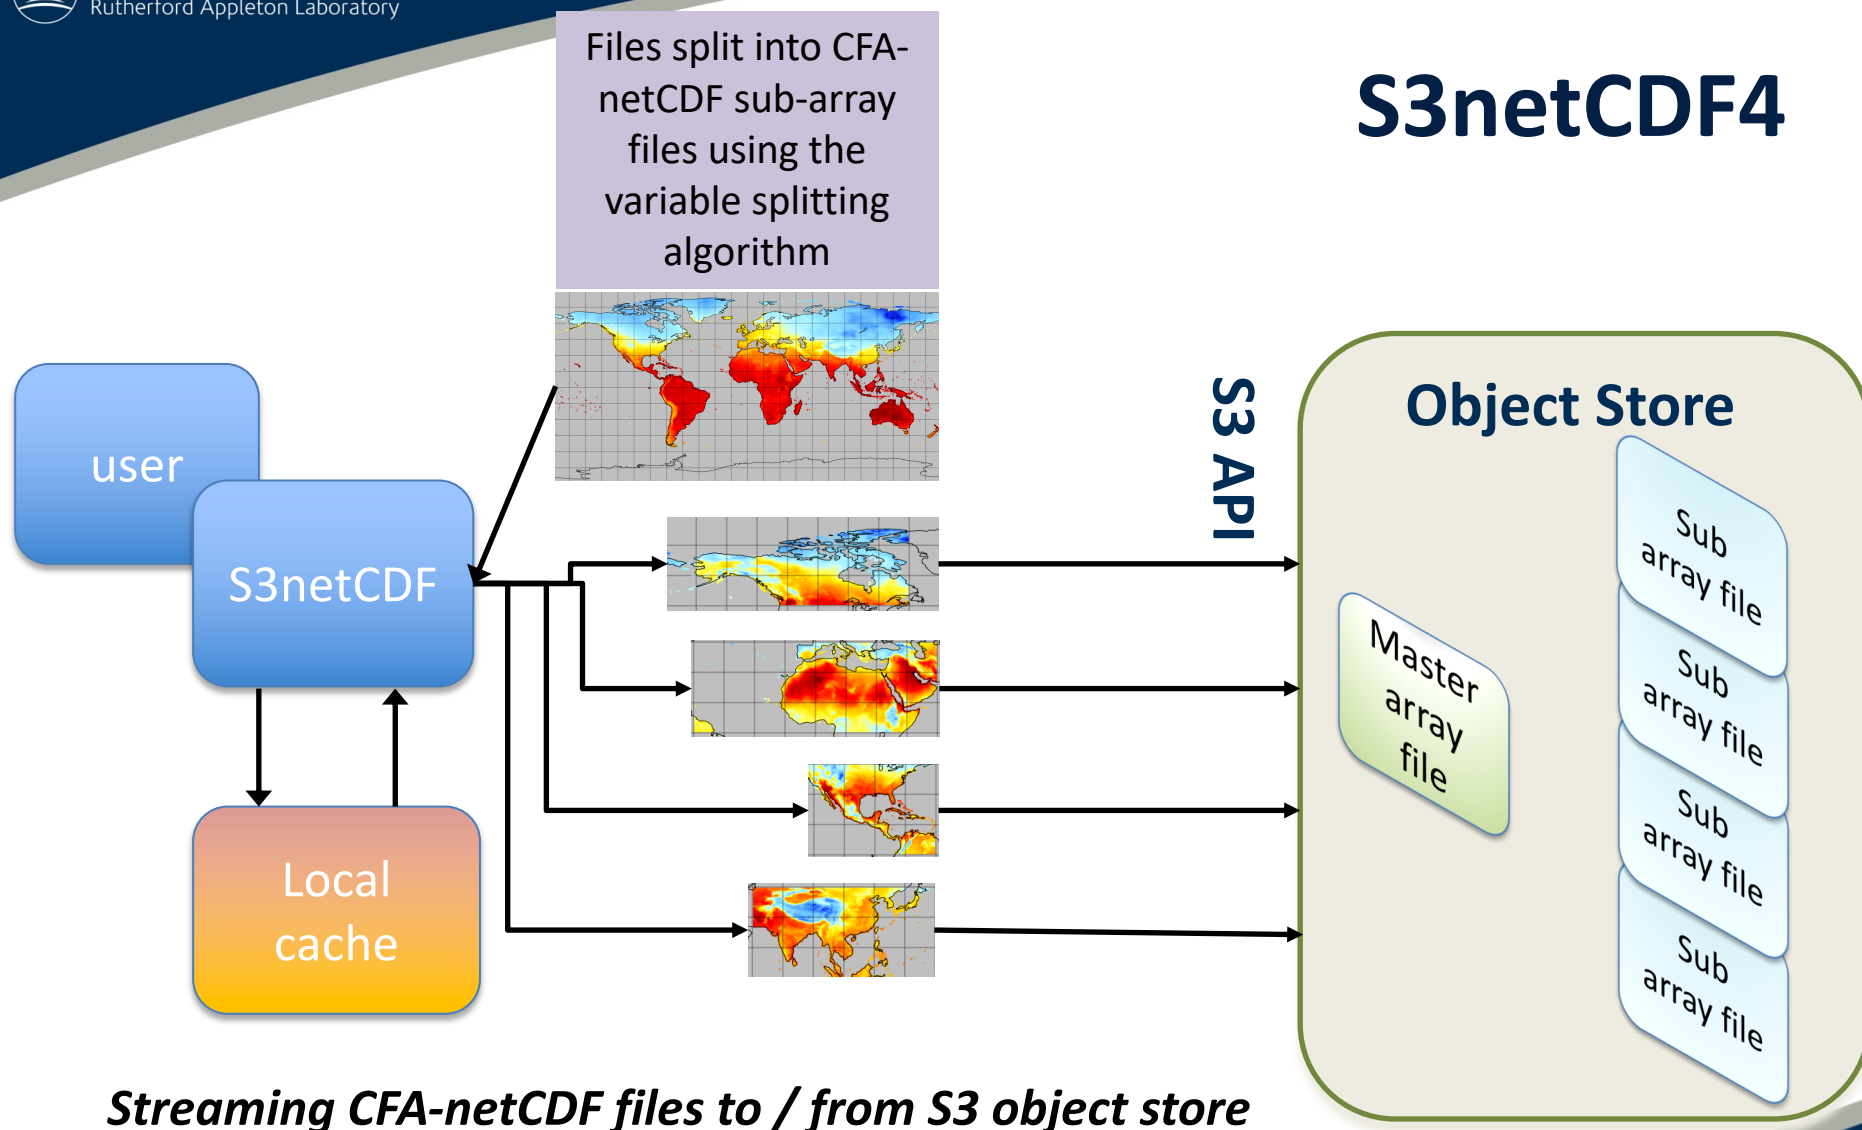 Rutherford Appleton Laboratory
Files split into CFA-
netCDF sub-array
files using the
variable splitting
algorithm
S3netCDF4
user
S3netCDF
Local
cache
S3 API
Object Store
Master
array
file
Sub
array file
Sub
array file
Sub
array file
Sub
array file
Streaming CFA-netCDF files to / from S3 object store